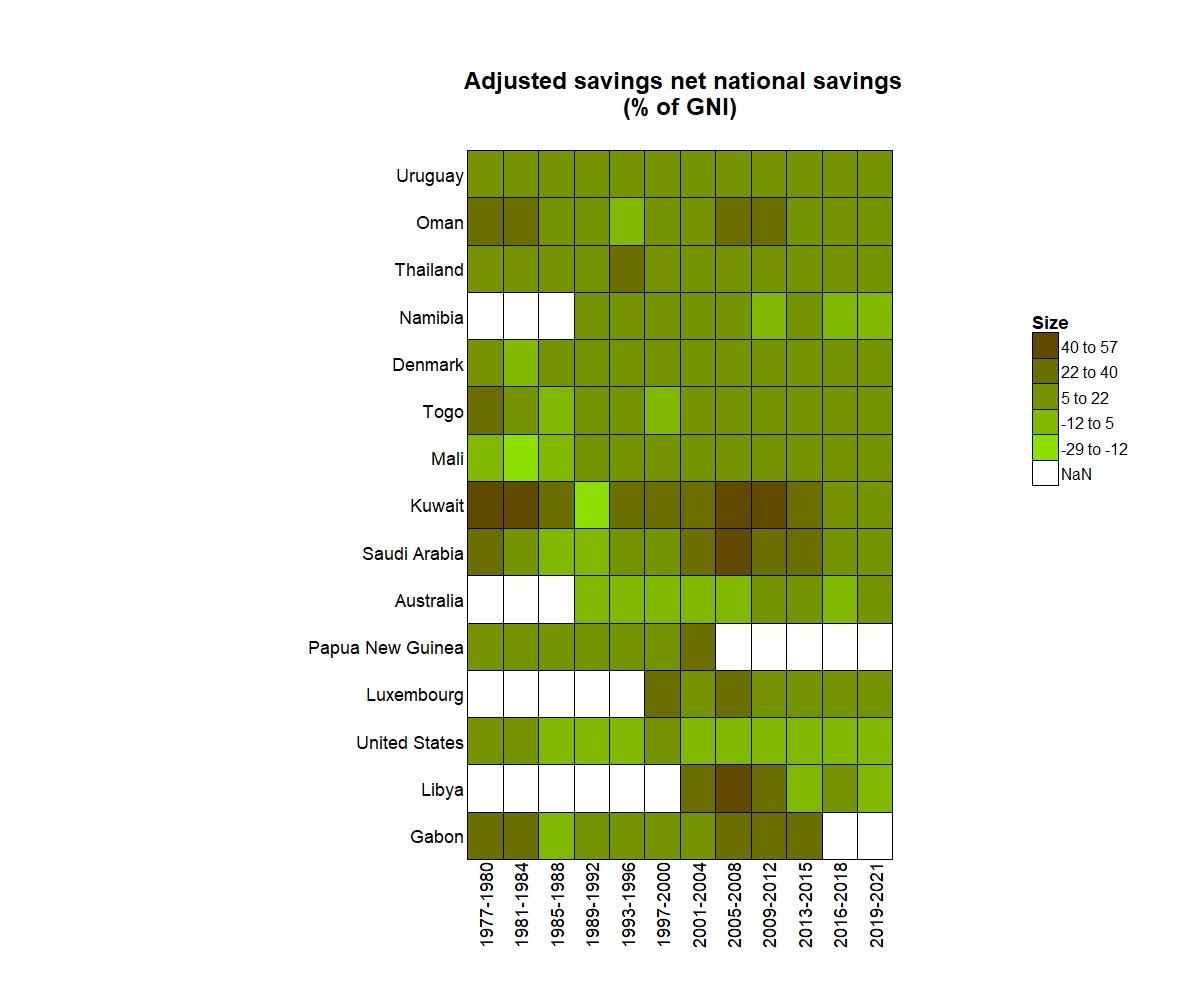 Adjusted savings net national savings
(% of GNI)
Uruguay
Oman
Thailand
Namibia
Denmark
Togo
Mali
Kuwait
Saudi Arabia
Australia
Papua New Guinea
Luxembourg
United States
Libya
Gabon
1977-1980
1981-1984
1985-1988
1989-1992
1993-1996
1997-2000
2001-2004
2005-2008
2009-2012
2013-2015
2016-2018
2019-2021
Size
40 to 57
22 to 40
5 to 22
-12 to 5
-29 to -12
NaN